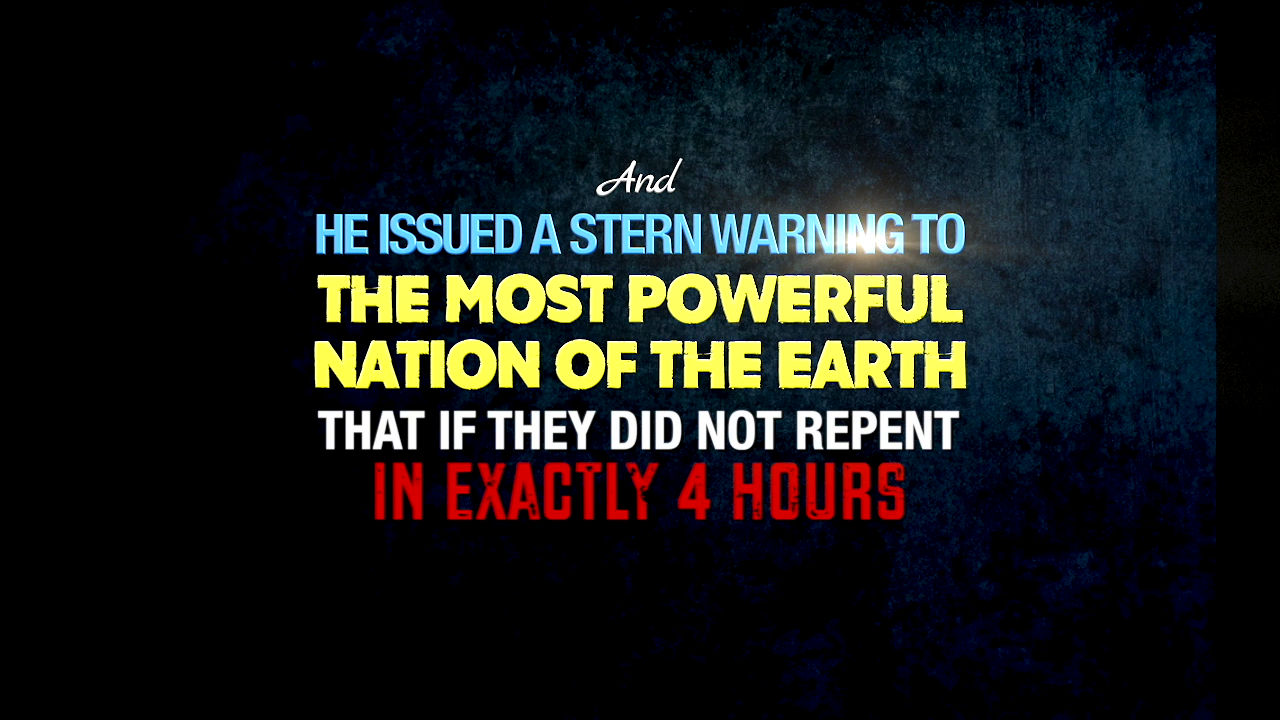 And
HE ISSUED A STERN WARNING TO
THE MOST POWERFUL
NATION OF THE EARTH
THAT IF THEY DID NOT REPENT
IN EXACTLY 4 HOURS